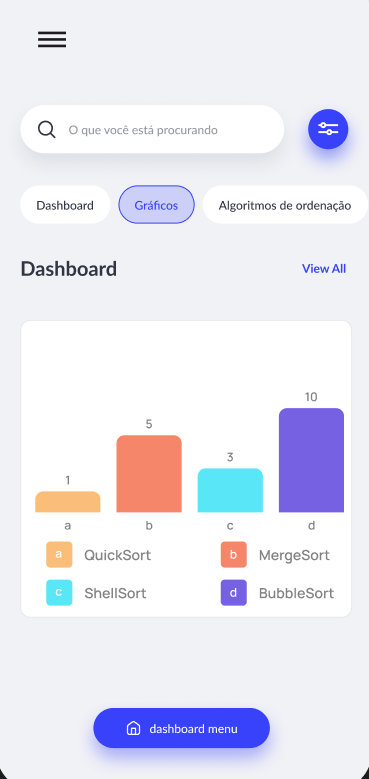 O que você está procurando
Dashboard Gráficos Algoritmos de ordenação
Dashboard View All
1 5 3 10
a b c d
a QuickSort b MergeSort
c ShellSort d BubbleSort
dashboard menu